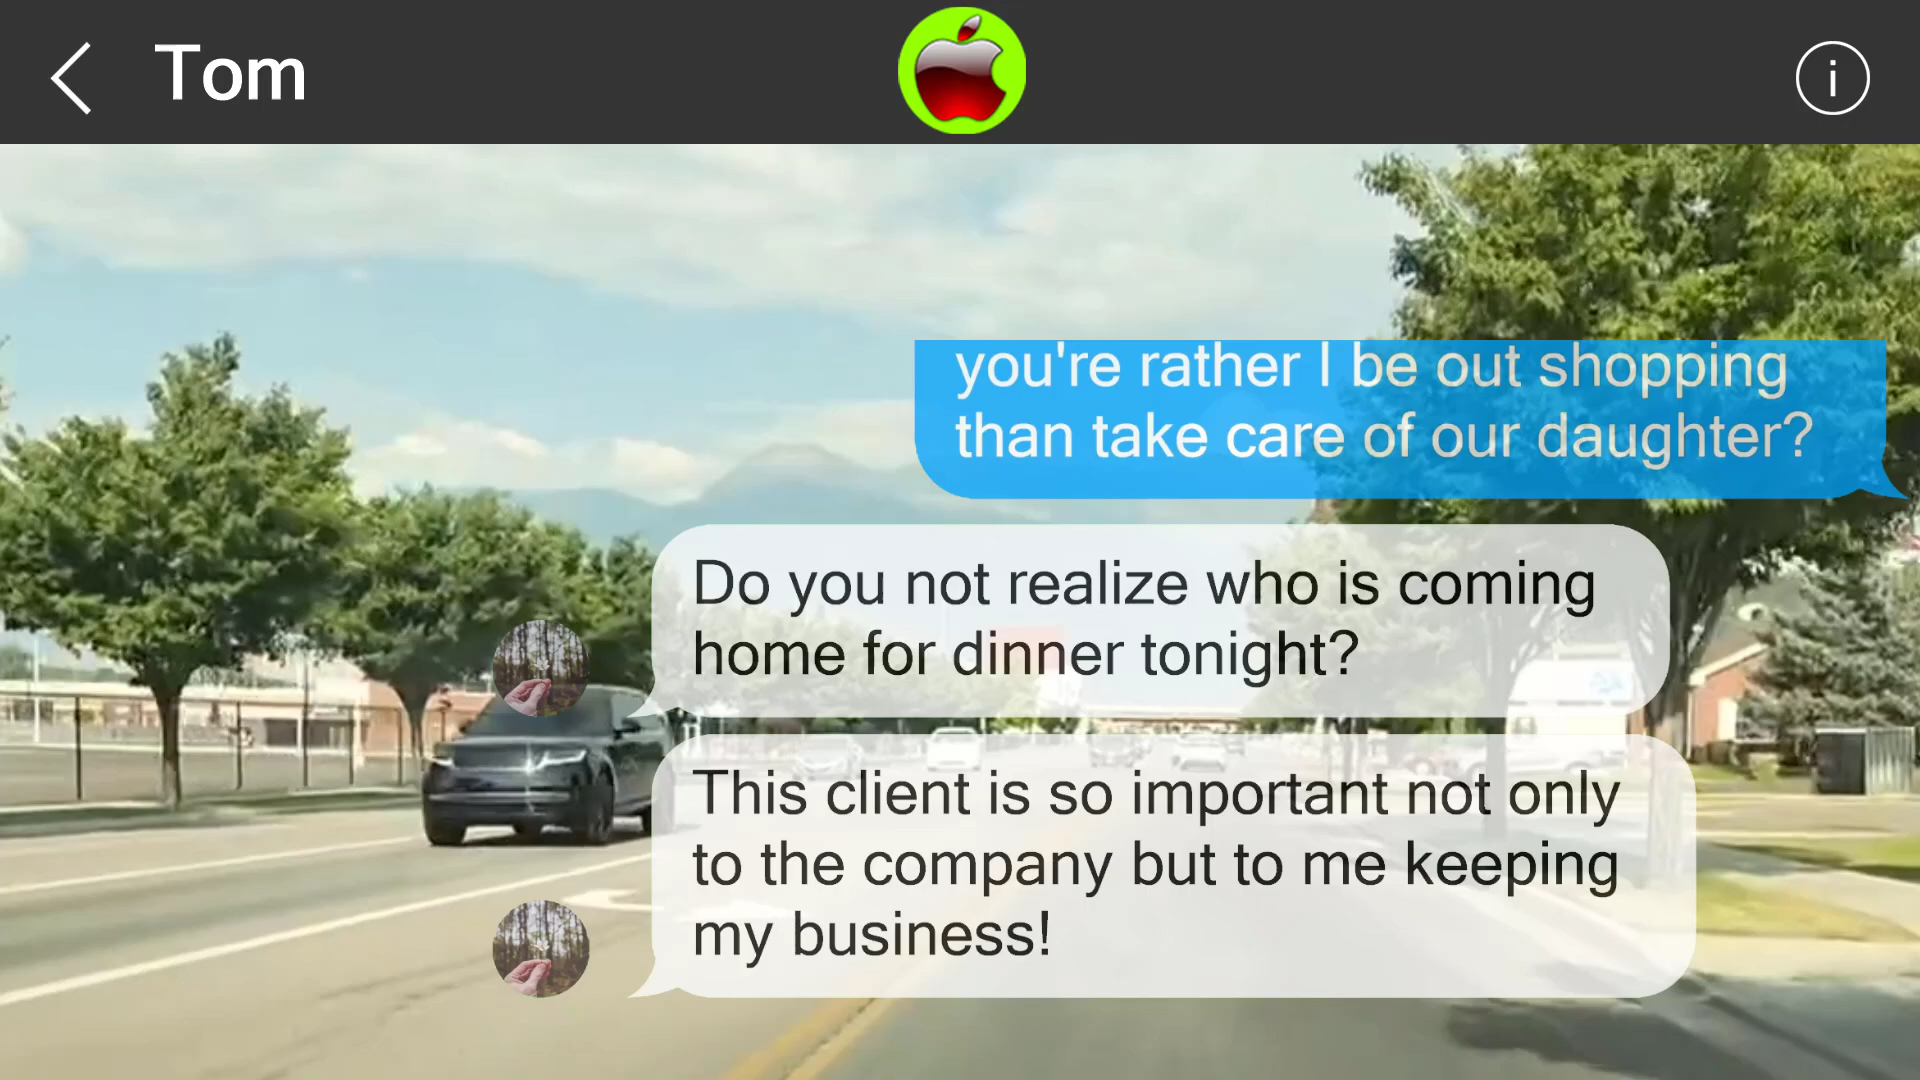 Tom
i
you're rather I be out shopping
than take care of our daughter?
Do you not realize who is coming
home for dinner tonight?
This client is so important not only
to the company but to me keeping
my business!